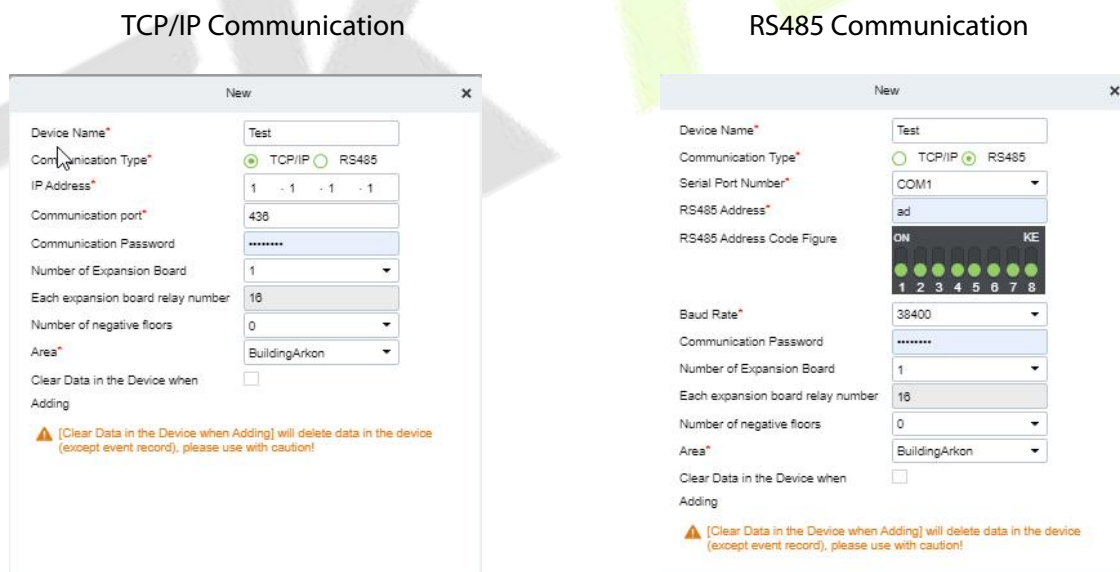 TCP/IP Communication
New
Device Name* Test
Communication Type* TCP/IP RS485
IP Address* 1 . 1 . 1 . 1
Communication port* 436
Communication Password ••••••••
Number of Expansion Board 1
Each expansion board relay number 16
Number of negative floors 0
Area* BuildingArkon
Clear Data in the Device when
Adding
[Clear Data in the Device when Adding] will delete data in the device
(except event record), please use with caution!
RS485 Communication
New
Device Name* Test
Communication Type* TCP/IP RS485
Serial Port Number* COM1
RS485 Address* ad
RS485 Address Code Figure ON KE
1 2 3 4 5 6 7 8
Baud Rate* 38400
Communication Password ••••••••
Number of Expansion Board 1
Each expansion board relay number 16
Number of negative floors 0
Area* BuildingArkon
Clear Data in the Device when
Adding
[Clear Data in the Device when Adding] will delete data in the device
(except event record), please use with caution!